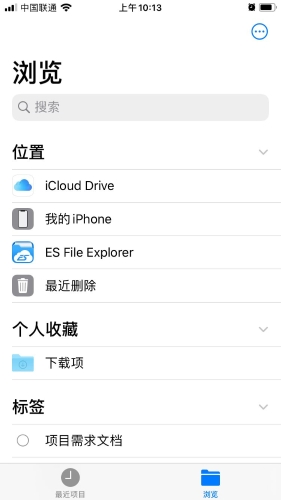 中国联通
上午10:13
浏览
搜索
位置
iCloud Drive
我的iPhone
ES File Explorer
ES
最近删除
个人收藏
下载项
标签
项目需求文档
最近项目
浏览